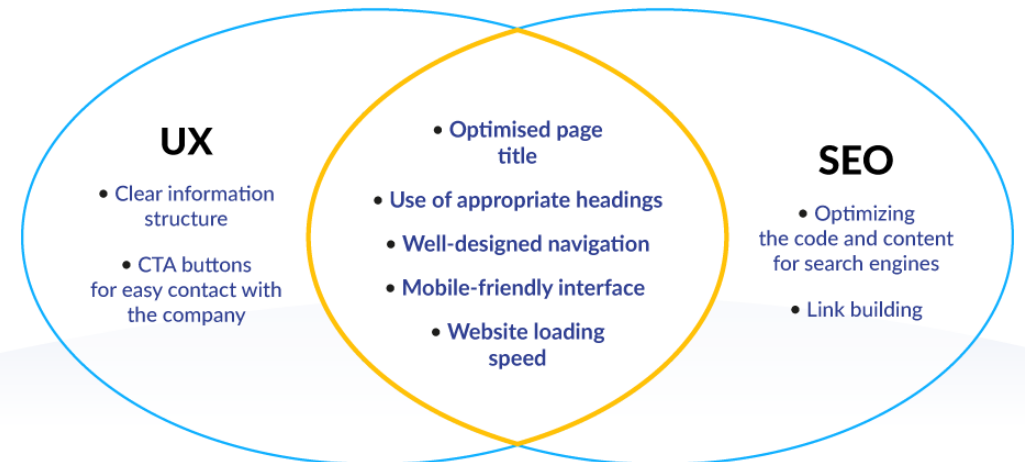 UX
• Clear information
structure
• CTA buttons
for easy contact with
the company
• Optimised page
title
• Use of appropriate headings
• Well-designed navigation
• Mobile-friendly interface
• Website loading
speed
SEO
• Optimizing
the code and content
for search engines
• Link building